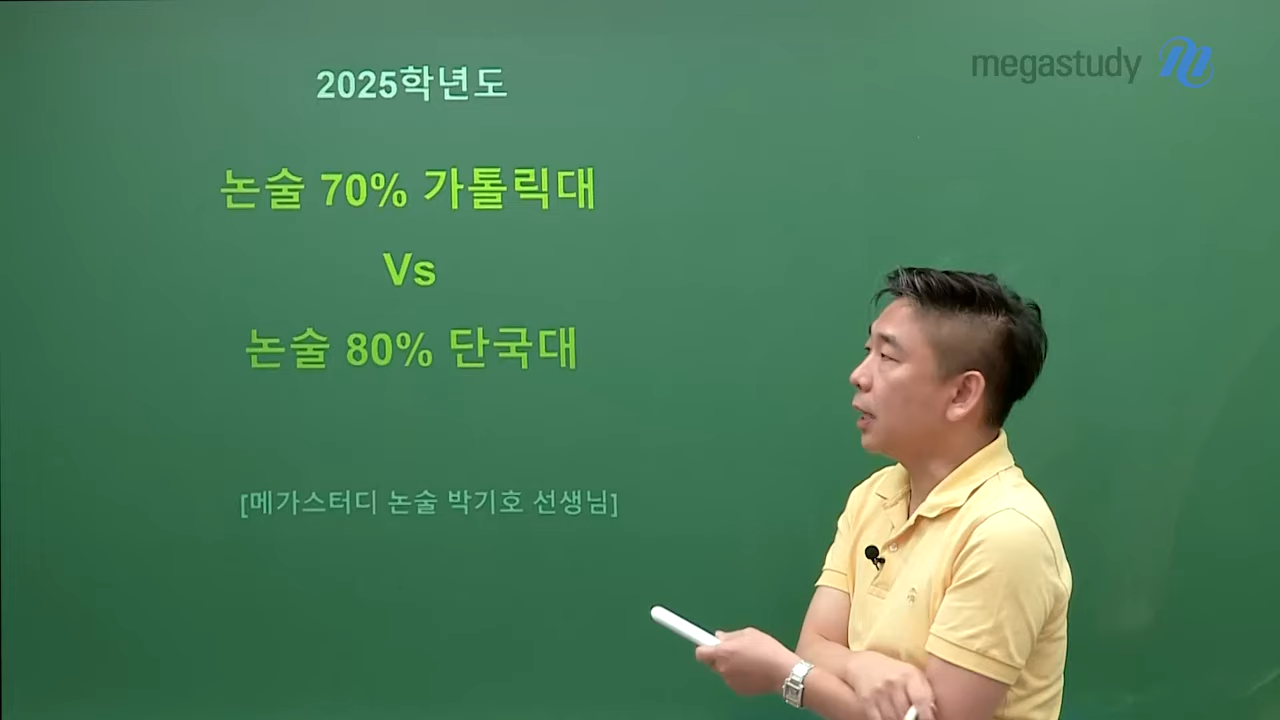 2025학년도
megastudy
논술 70% 가톨릭대
Vs
논술 80% 단국대
[메가스터디 논술 박기호 선생님]